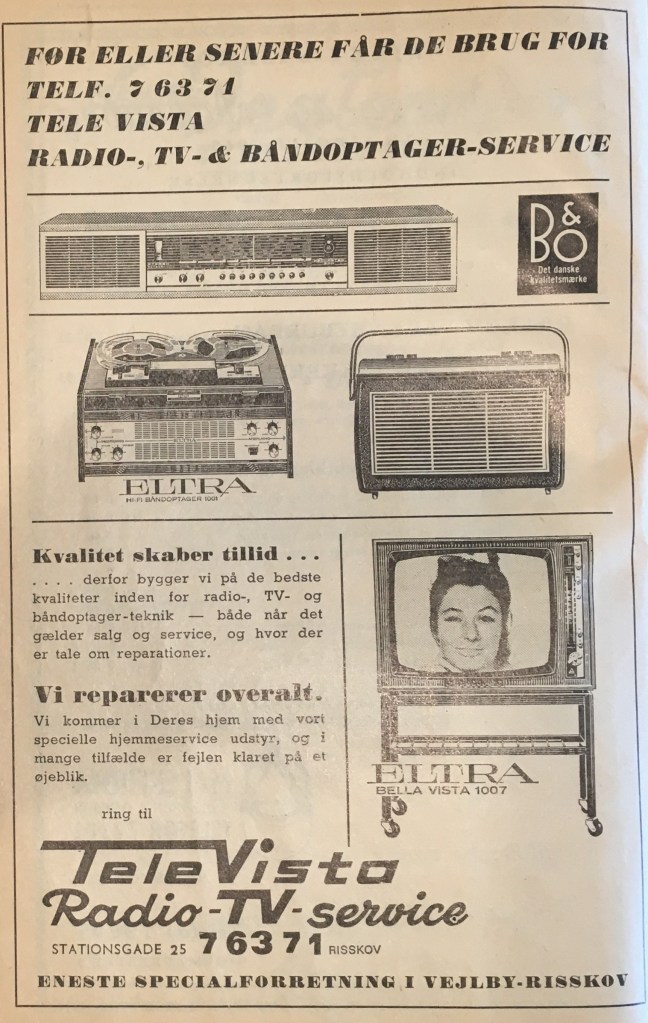 FØR ELLER SENERE FÅR DE BRUG FOR
TELF. 7 63 71
TELE VISTA
RADIO-, TV- & BÅNDOPTAGER-SERVICE
B&O
Det danske
kvalitetsmærke
ELTRA
HI-FI BÅNDOPTAGER 1001
Kvalitet skaber tillid . . .
. . . . derfor bygger vi på de bedste
kvaliteter inden for radio-, TV- og
båndoptager-teknik — både når det
gælder salg og service, og hvor der
er tale om reparationer.
Vi reparerer overalt.
Vi kommer i Deres hjem med vort
specielle hjemmeservice udstyr, og i
mange tilfælde er fejlen klaret på et
øjeblik.
ring til
ELTRA
BELLA VISTA 1007
TeleVista
Radio-TV-service
STATIONSGADE 25 7 63 71 RISSKOV
ENESTE SPECIALFORRETNING I VEJLBY-RISSKOV